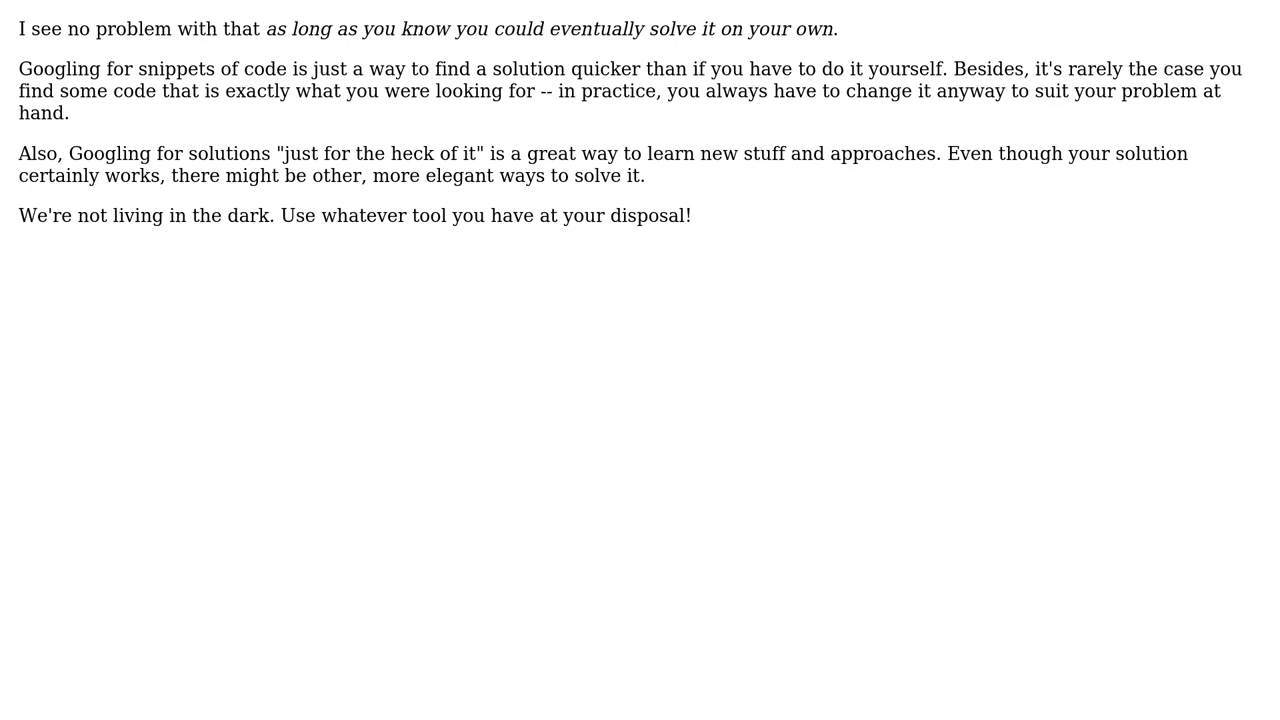 I see no problem with that as long as you know you could eventually solve it on your own.
Googling for snippets of code is just a way to find a solution quicker than if you have to do it yourself. Besides, it's rarely the case you
find some code that is exactly what you were looking for -- in practice, you always have to change it anyway to suit your problem at
hand.
Also, Googling for solutions "just for the heck of it" is a great way to learn new stuff and approaches. Even though your solution
certainly works, there might be other, more elegant ways to solve it.
We're not living in the dark. Use whatever tool you have at your disposal!